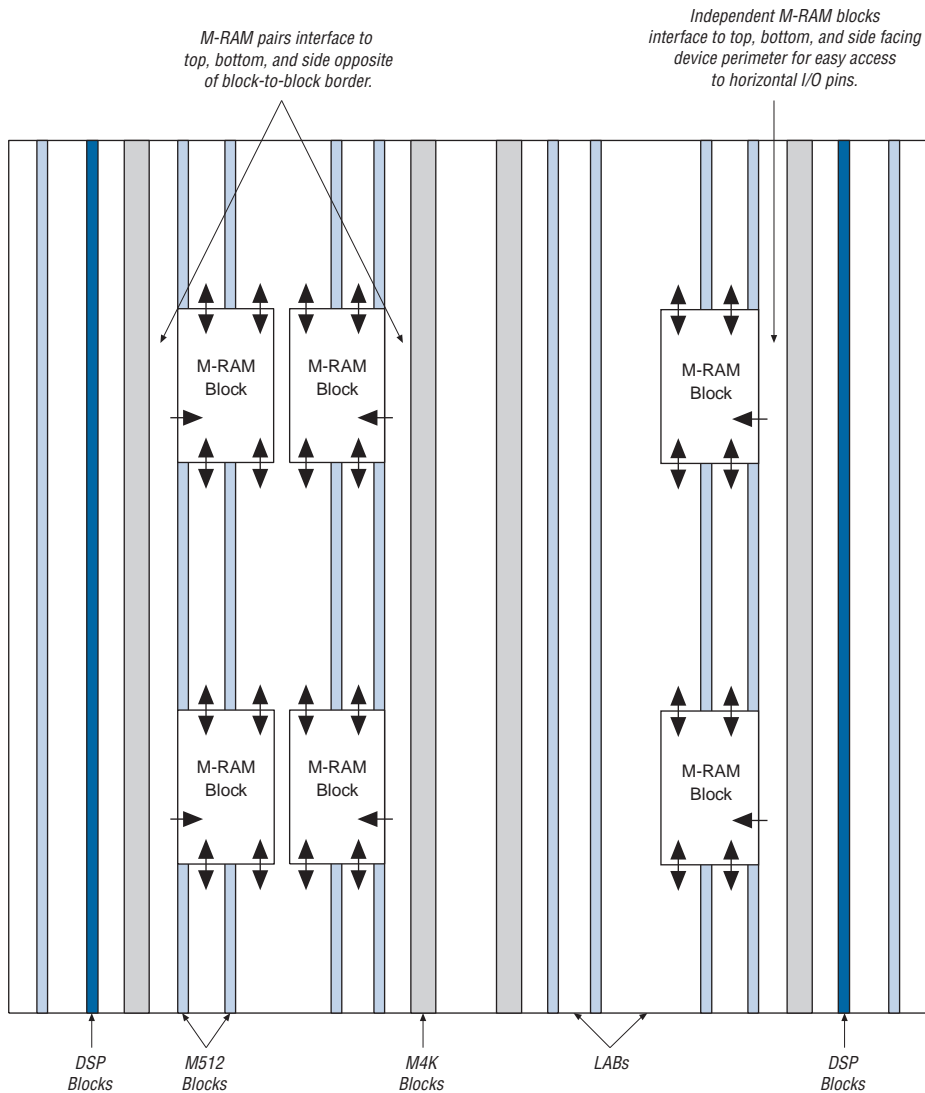 M-RAM pairs interface to
top, bottom, and side opposite
of block-to-block border.
Independent M-RAM blocks
interface to top, bottom, and side facing
device perimeter for easy access
to horizontal I/O pins.
M-RAM
Block
M-RAM
Block
M-RAM
Block
M-RAM
Block
M-RAM
Block
M-RAM
Block
DSP
Blocks
M512
Blocks
M4K
Blocks
LABs
DSP
Blocks